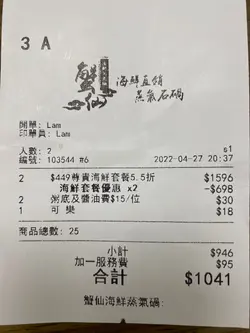 3 A
蟹仙
海鮮直銷
蒸氣石鍋
開單: Lam
印單員: Lam
人數: 2 s1
編號: 103544 #6 2022-04-27 20:37
2 $449尊貴海鮮套餐5.5折 $1596
海鮮套餐優惠 x2 -$698
2 粥底及醬油費$15/位 $30
1 可樂 $18
商品總數: 25
小計 $946
加一服務費 $95
合計 $1041
蟹仙海鮮蒸氣鍋: